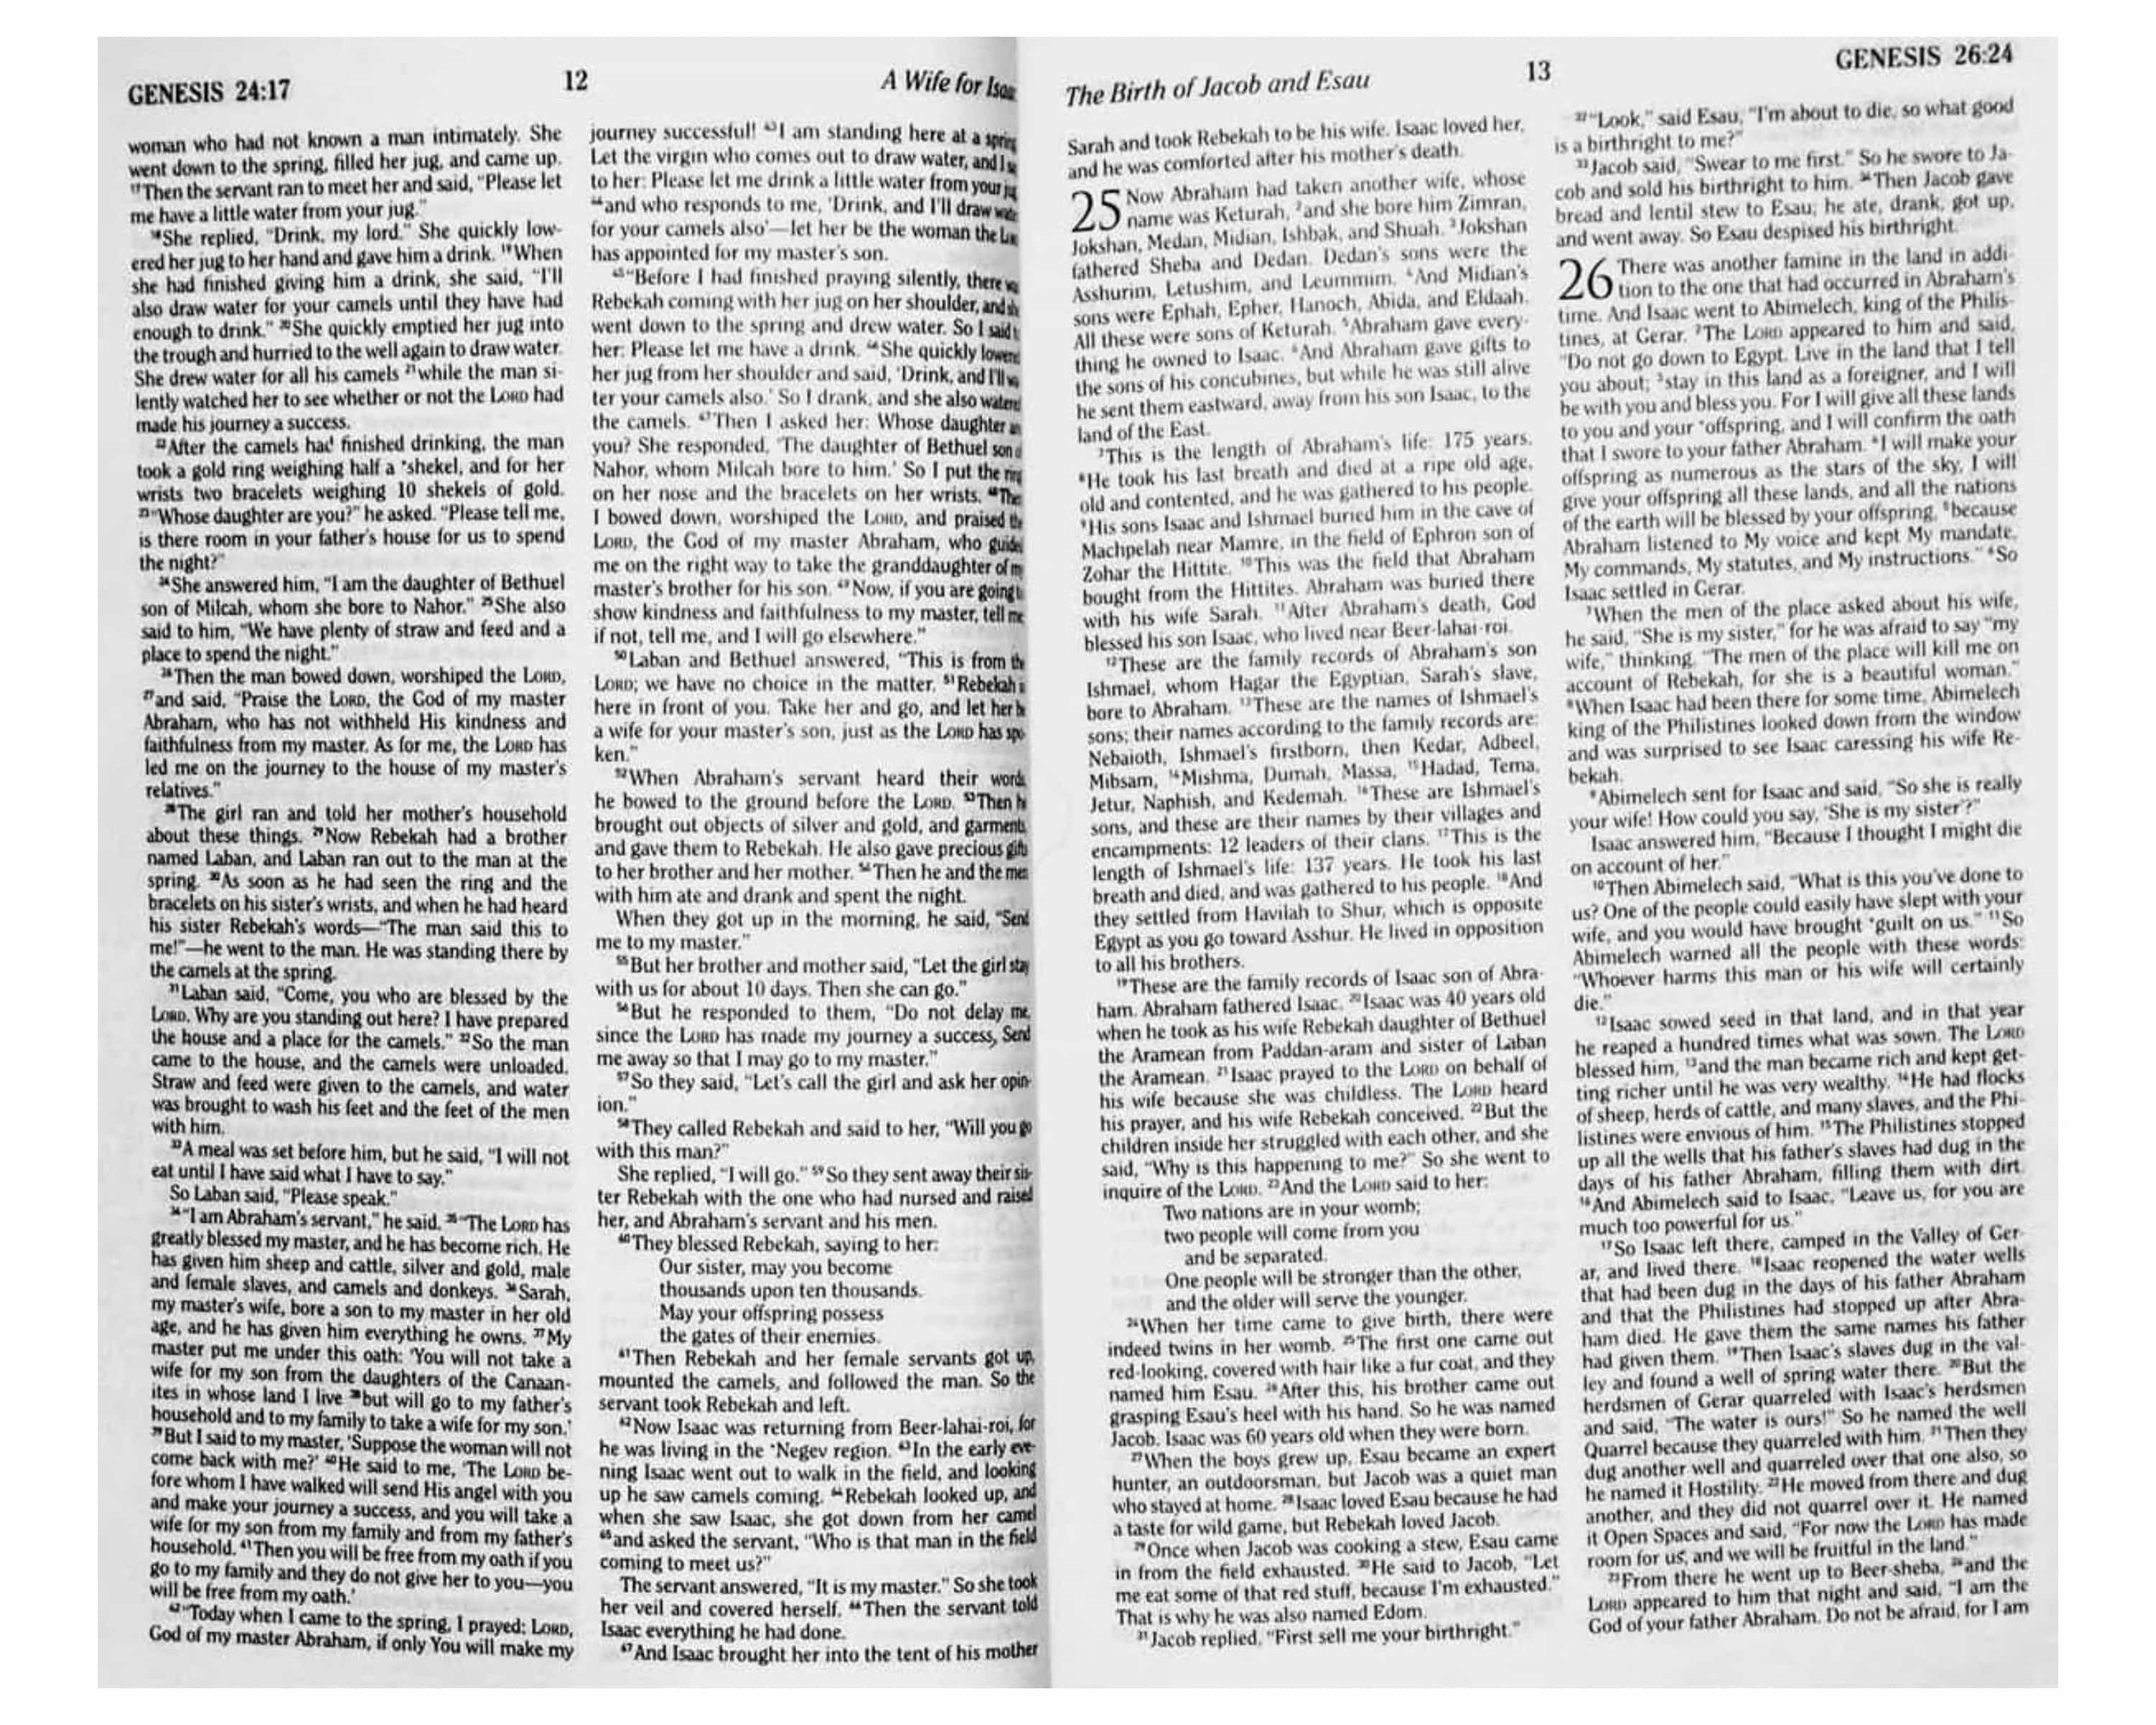 GENESIS 24:17
12
A Wife for Isaac
woman who had not known a man intimately. She
went down to the spring, filled her jug, and came up.
17Then the servant ran to meet her and said, "Please let
me have a little water from your jug."
18She replied, "Drink, my lord." She quickly low-
ered her jug to her hand and gave him a drink. 19When
she had finished giving him a drink, she said, "I'll
also draw water for your camels until they have had
enough to drink." 20She quickly emptied her jug into
the trough and hurried to the well again to draw water.
She drew water for all his camels 21while the man si-
lently watched her to see whether or not the LORD had
made his journey a success.
22After the camels had finished drinking, the man
took a gold ring weighing half a *shekel, and for her
wrists two bracelets weighing 10 shekels of gold.
23"Whose daughter are you?" he asked. "Please tell me,
is there room in your father's house for us to spend
the night?"
24She answered him, "I am the daughter of Bethuel
son of Milcah, whom she bore to Nahor." 25She also
said to him, "We have plenty of straw and feed and a
place to spend the night."
26Then the man bowed down, worshiped the LORD,
27and said, "Praise the LORD, the God of my master
Abraham, who has not withheld His kindness and
faithfulness from my master. As for me, the LORD has
led me on the journey to the house of my master's
relatives."
28The girl ran and told her mother's household
about these things. 29Now Rebekah had a brother
named Laban, and Laban ran out to the man at the
spring. 30As soon as he had seen the ring and the
bracelets on his sister's wrists, and when he had heard
his sister Rebekah's words—"The man said this to
me!"—he went to the man. He was standing there by
the camels at the spring.
31Laban said, "Come, you who are blessed by the
LORD. Why are you standing out here? I have prepared
the house and a place for the camels." 32So the man
came to the house, and the camels were unloaded.
Straw and feed were given to the camels, and water
was brought to wash his feet and the feet of the men
with him.
33A meal was set before him, but he said, "I will not
eat until I have said what I have to say."
So Laban said, "Please speak."
34"I am Abraham's servant," he said. 35"The LORD has
greatly blessed my master, and he has become rich. He
has given him sheep and cattle, silver and gold, male
and female slaves, and camels and donkeys. 36Sarah,
my master's wife, bore a son to my master in her old
age, and he has given him everything he owns. 37My
master put me under this oath: 'You will not take a
wife for my son from the daughters of the Canaan-
ites in whose land I live 38but will go to my father's
household and to my family to take a wife for my son.'
39But I said to my master, 'Suppose the woman will not
come back with me?' 40He said to me, 'The LORD be-
fore whom I have walked will send His angel with you
and make your journey a success, and you will take a
wife for my son from my family and from my father's
household. 41Then you will be free from my oath if you
go to my family and they do not give her to you—you
will be free from my oath.'
42"Today when I came to the spring, I prayed: LORD,
God of my master Abraham, if only You will make my
journey successful! 43I am standing here at a spring
Let the virgin who comes out to draw water, and I
to her: Please let me drink a little water from your jug
44and who responds to me, 'Drink, and I'll draw water
for your camels also'—let her be the woman the
has appointed for my master's son.
45"Before I had finished praying silently, there
Rebekah coming with her jug on her shoulder, and she
went down to the spring and drew water. So I said
her: Please let me have a drink. 46She quickly lowered
her jug from her shoulder and said, 'Drink, and I'll wa
ter your camels also.' So I drank, and she also watered
the camels. 47Then I asked her: Whose daughter
you? She responded, 'The daughter of Bethuel son
Nahor, whom Milcah bore to him.' So I put the ring
on her nose and the bracelets on her wrists. 48Then
I bowed down, worshiped the LORD, and praised the
LORD, the God of my master Abraham, who guided
me on the right way to take the granddaughter of my
master's brother for his son. 49Now, if you are going
show kindness and faithfulness to my master, tell me
if not, tell me, and I will go elsewhere."
50Laban and Bethuel answered, "This is from the
LORD; we have no choice in the matter. 51Rebekah is
here in front of you. Take her and go, and let her be
a wife for your master's son, just as the LORD has spo-
ken."
52When Abraham's servant heard their words,
he bowed to the ground before the LORD. 53Then he
brought out objects of silver and gold, and garments,
and gave them to Rebekah. He also gave precious gifts
to her brother and her mother. 54Then he and the men
with him ate and drank and spent the night.
When they got up in the morning, he said, "Send
me to my master."
55But her brother and mother said, "Let the girl stay
with us for about 10 days. Then she can go."
56But he responded to them, "Do not delay me,
since the LORD has made my journey a success, Send
me away so that I may go to my master."
57So they said, "Let's call the girl and ask her opin-
ion."
58They called Rebekah and said to her, "Will you go
with this man?"
She replied, "I will go." 59So they sent away their sis-
ter Rebekah with the one who had nursed and raised
her, and Abraham's servant and his men.
60They blessed Rebekah, saying to her:
Our sister, may you become
thousands upon ten thousands.
May your offspring possess
the gates of their enemies.
61Then Rebekah and her female servants got up,
mounted the camels, and followed the man. So the
servant took Rebekah and left.
62Now Isaac was returning from Beer-lahai-roi, for
he was living in the *Negev region. 63In the early eve-
ning Isaac went out to walk in the field, and looking
up he saw camels coming. 64Rebekah looked up, and
when she saw Isaac, she got down from her camel
65and asked the servant, "Who is that man in the field
coming to meet us?"
The servant answered, "It is my master." So she took
her veil and covered herself. 66Then the servant told
Isaac everything he had done.
67And Isaac brought her into the tent of his mother
The Birth of Jacob and Esau
13
GENESIS 26:24
Sarah and took Rebekah to be his wife. Isaac loved her,
and he was comforted after his mother's death.
25 Now Abraham had taken another wife, whose
name was Keturah, 2and she bore him Zimran,
Jokshan, Medan, Midian, Ishbak, and Shuah. 3Jokshan
fathered Sheba and Dedan. Dedan's sons were the
Asshurim, Letushim, and Leummim. 4And Midian's
sons were Ephah, Epher, Hanoch, Abida, and Eldaah.
All these were sons of Keturah. 5Abraham gave every-
thing he owned to Isaac. 6And Abraham gave gifts to
the sons of his concubines, but while he was still alive
he sent them eastward, away from his son Isaac, to the
land of the East.
7This is the length of Abraham's life: 175 years.
8He took his last breath and died at a ripe old age,
old and contented, and he was gathered to his people.
9His sons Isaac and Ishmael buried him in the cave of
Machpelah near Mamre, in the field of Ephron son of
Zohar the Hittite. 10This was the field that Abraham
bought from the Hittites. Abraham was buried there
with his wife Sarah. 11After Abraham's death, God
blessed his son Isaac, who lived near Beer-lahai-roi.
12These are the family records of Abraham's son
Ishmael, whom Hagar the Egyptian, Sarah's slave,
bore to Abraham. 13These are the names of Ishmael's
sons; their names according to the family records are:
Nebaioth, Ishmael's firstborn, then Kedar, Adbeel,
Mibsam, 14Mishma, Dumah, Massa, 15Hadad, Tema,
Jetur, Naphish, and Kedemah. 16These are Ishmael's
sons, and these are their names by their villages and
encampments: 12 leaders of their clans. 17This is the
length of Ishmael's life: 137 years. He took his last
breath and died, and was gathered to his people. 18And
they settled from Havilah to Shur, which is opposite
Egypt as you go toward Asshur. He lived in opposition
to all his brothers.
19These are the family records of Isaac son of Abra-
ham. Abraham fathered Isaac. 20Isaac was 40 years old
when he took as his wife Rebekah daughter of Bethuel
the Aramean from Paddan-aram and sister of Laban
the Aramean. 21Isaac prayed to the LORD on behalf of
his wife because she was childless. The LORD heard
his prayer, and his wife Rebekah conceived. 22But the
children inside her struggled with each other, and she
said, "Why is this happening to me?" So she went to
inquire of the LORD. 23And the LORD said to her:
Two nations are in your womb;
two people will come from you
and be separated.
One people will be stronger than the other,
and the older will serve the younger.
24When her time came to give birth, there were
indeed twins in her womb. 25The first one came out
red-looking, covered with hair like a fur coat, and they
named him Esau. 26After this, his brother came out
grasping Esau's heel with his hand. So he was named
Jacob. Isaac was 60 years old when they were born.
27When the boys grew up, Esau became an expert
hunter, an outdoorsman, but Jacob was a quiet man
who stayed at home. 28Isaac loved Esau because he had
a taste for wild game, but Rebekah loved Jacob.
29Once when Jacob was cooking a stew, Esau came
in from the field exhausted. 30He said to Jacob, "Let
me eat some of that red stuff, because I'm exhausted."
That is why he was also named Edom.
31Jacob replied, "First sell me your birthright."
32"Look," said Esau, "I'm about to die, so what good
is a birthright to me?"
33Jacob said, "Swear to me first." So he swore to Ja-
cob and sold his birthright to him. 34Then Jacob gave
bread and lentil stew to Esau; he ate, drank, got up,
and went away. So Esau despised his birthright.
26 There was another famine in the land in addi-
tion to the one that had occurred in Abraham's
time. And Isaac went to Abimelech, king of the Philis-
tines, at Gerar. 2The LORD appeared to him and said,
"Do not go down to Egypt. Live in the land that I tell
you about; 3stay in this land as a foreigner, and I will
be with you and bless you. For I will give all these lands
to you and your *offspring, and I will confirm the oath
that I swore to your father Abraham. 4I will make your
offspring as numerous as the stars of the sky, I will
give your offspring all these lands, and all the nations
of the earth will be blessed by your offspring, 5because
Abraham listened to My voice and kept My mandate,
My commands, My statutes, and My instructions." 6So
Isaac settled in Gerar.
7When the men of the place asked about his wife,
he said, "She is my sister," for he was afraid to say "my
wife," thinking, "The men of the place will kill me on
account of Rebekah, for she is a beautiful woman."
8When Isaac had been there for some time, Abimelech
king of the Philistines looked down from the window
and was surprised to see Isaac caressing his wife Re-
bekah.
9Abimelech sent for Isaac and said, "So she is really
your wife! How could you say, 'She is my sister'?"
Isaac answered him, "Because I thought I might die
on account of her."
10Then Abimelech said, "What is this you've done to
us? One of the people could easily have slept with your
wife, and you would have brought *guilt on us." 11So
Abimelech warned all the people with these words:
"Whoever harms this man or his wife will certainly
die."
12Isaac sowed seed in that land, and in that year
he reaped a hundred times what was sown. The LORD
blessed him, 13and the man became rich and kept get-
ting richer until he was very wealthy. 14He had flocks
of sheep, herds of cattle, and many slaves, and the Phi-
listines were envious of him. 15The Philistines stopped
up all the wells that his father's slaves had dug in the
days of his father Abraham, filling them with dirt.
16And Abimelech said to Isaac, "Leave us, for you are
much too powerful for us."
17So Isaac left there, camped in the Valley of Ger-
ar, and lived there. 18Isaac reopened the water wells
that had been dug in the days of his father Abraham
and that the Philistines had stopped up after Abra-
ham died. He gave them the same names his father
had given them. 19Then Isaac's slaves dug in the val-
ley and found a well of spring water there. 20But the
herdsmen of Gerar quarreled with Isaac's herdsmen
and said, "The water is ours!" So he named the well
Quarrel because they quarreled with him. 21Then they
dug another well and quarreled over that one also, so
he named it Hostility. 22He moved from there and dug
another, and they did not quarrel over it. He named
it Open Spaces and said, "For now the LORD has made
room for us, and we will be fruitful in the land."
23From there he went up to Beer-sheba, 24and the
LORD appeared to him that night and said, "I am the
God of your father Abraham. Do not be afraid, for I am